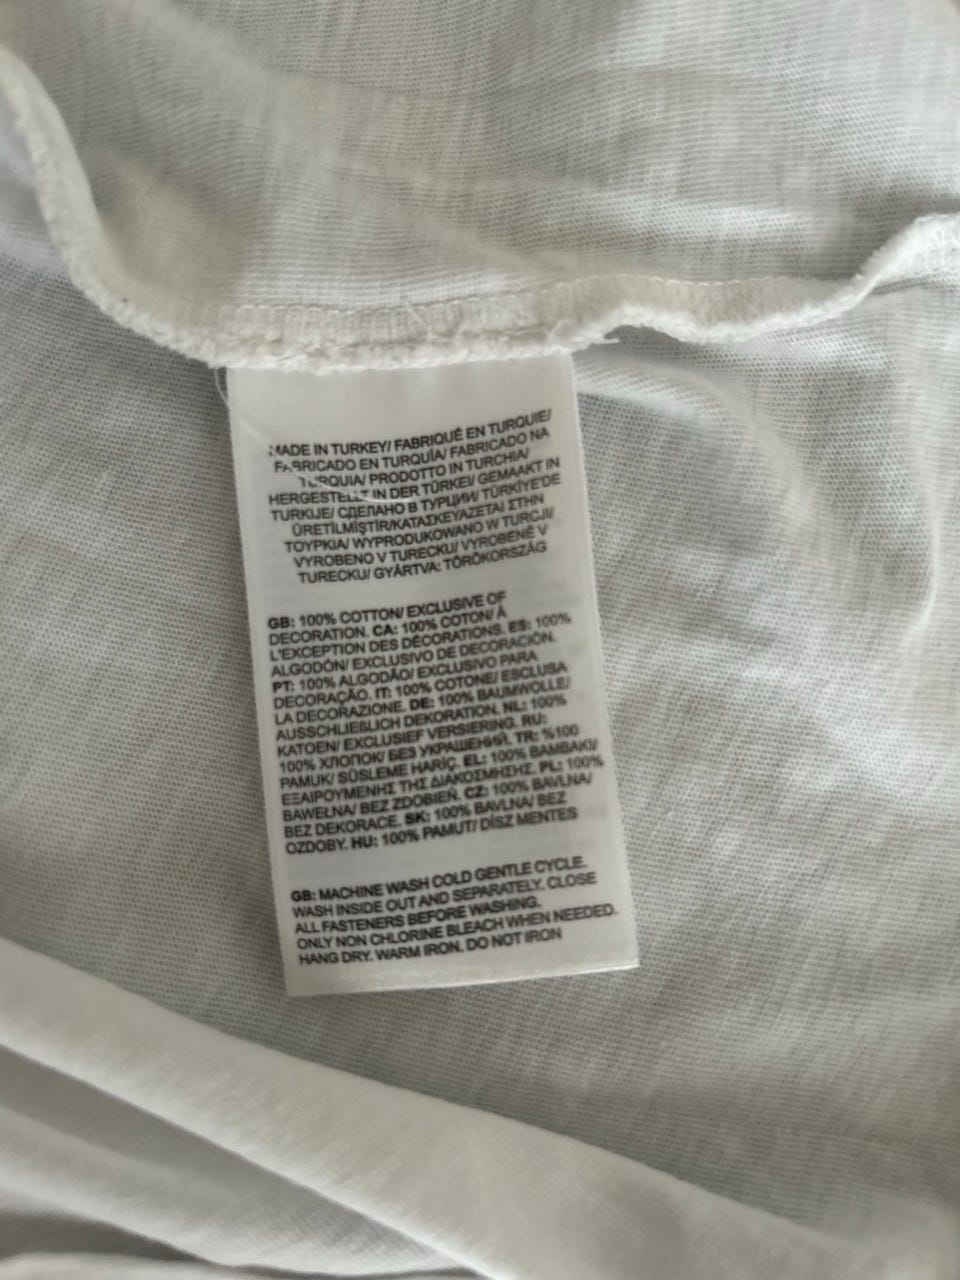 MADE IN TURKEY/ FABRIQUÉ EN TURQUIE/
FABRICADO EN TURQUÍA/ FABRICADO NA
TURQUIA/ PRODOTTO IN TURCHIA/
HERGESTELLT IN DER TÜRKEI/ GEMAAKT IN
TURKIJE/ СДЕЛАНО В ТУРЦИИ/ TÜRKİYE'DE
ÜRETİLMİŞTİR/ΚΑΤΑΣΚΕΥΑΖΕΤΑΙ ΣΤΗΝ
ΤΟΥΡΚΙΑ/ WYPRODUKOWANO W TURCJI/
VYROBENO V TURECKU/ VYROBENÉ V
TURECKU/ GYÁRTVA: TÖRÖKORSZÁG
GB: 100% COTTON/ EXCLUSIVE OF
DECORATION. CA: 100% COTON/ À
L'EXCEPTION DES DÉCORATIONS. ES: 100%
ALGODÓN/ EXCLUSIVO DE DECORACIÓN.
PT: 100% ALGODÃO/ EXCLUSIVO PARA
DECORAÇÃO. IT: 100% COTONE/ ESCLUSA
LA DECORAZIONE. DE: 100% BAUMWOLLE/
AUSSCHLIEßLICH DEKORATION. NL: 100%
KATOEN/ EXCLUSIEF VERSIERING. RU:
100% ХЛОПОК/ БЕЗ УКРАШЕНИЙ. TR: %100
PAMUK/ SÜSLEME HARİÇ. EL: 100% ΒΑΜΒΑΚΙ/
ΕΞΑΙΡΟΥΜΕΝΗΣ ΤΗΣ ΔΙΑΚΟΣΜΗΣΗΣ. PL: 100%
BAWEŁNA/ BEZ ZDOBIEŃ. CZ: 100% BAVLNA/
BEZ DEKORACE. SK: 100% BAVLNA/ BEZ
OZDOBY. HU: 100% PAMUT/ DÍSZ MENTES
GB: MACHINE WASH COLD GENTLE CYCLE.
WASH INSIDE OUT AND SEPARATELY. CLOSE
ALL FASTENERS BEFORE WASHING.
ONLY NON CHLORINE BLEACH WHEN NEEDED.
HANG DRY. WARM IRON. DO NOT IRON